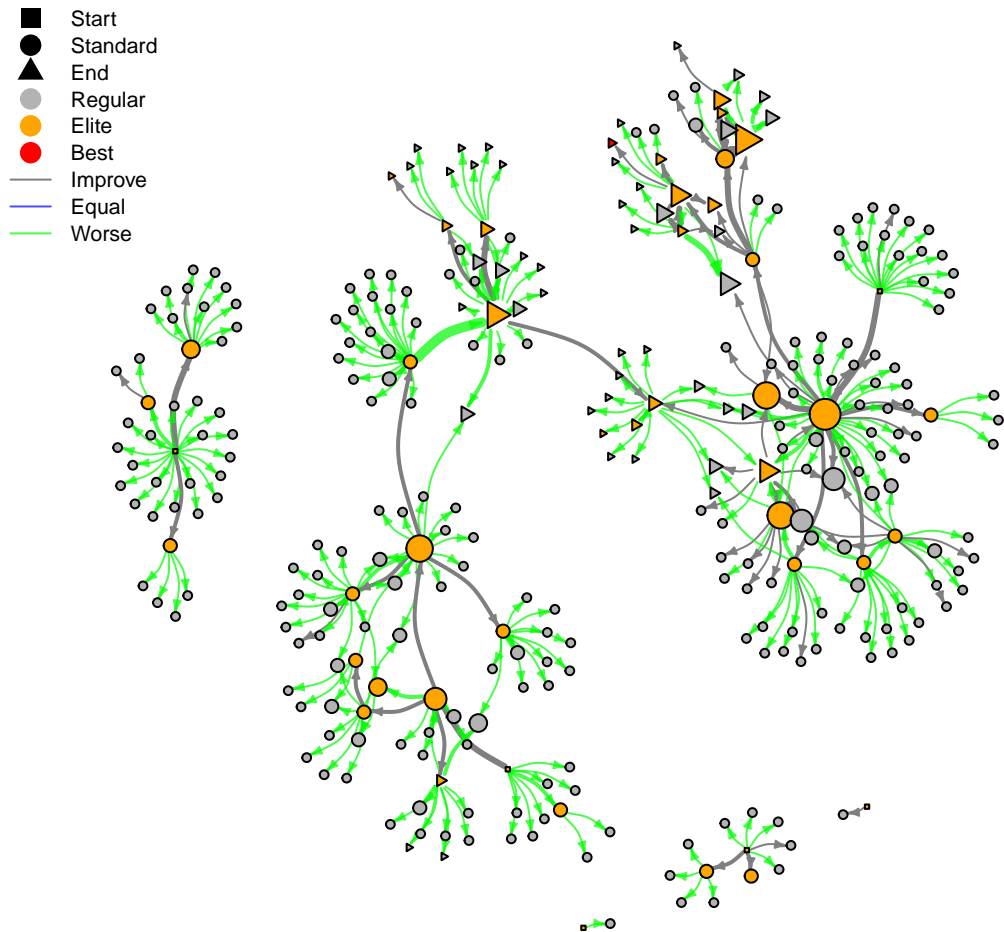 Start
Standard
End
Regular
Elite
Best
Improve
Equal
Worse